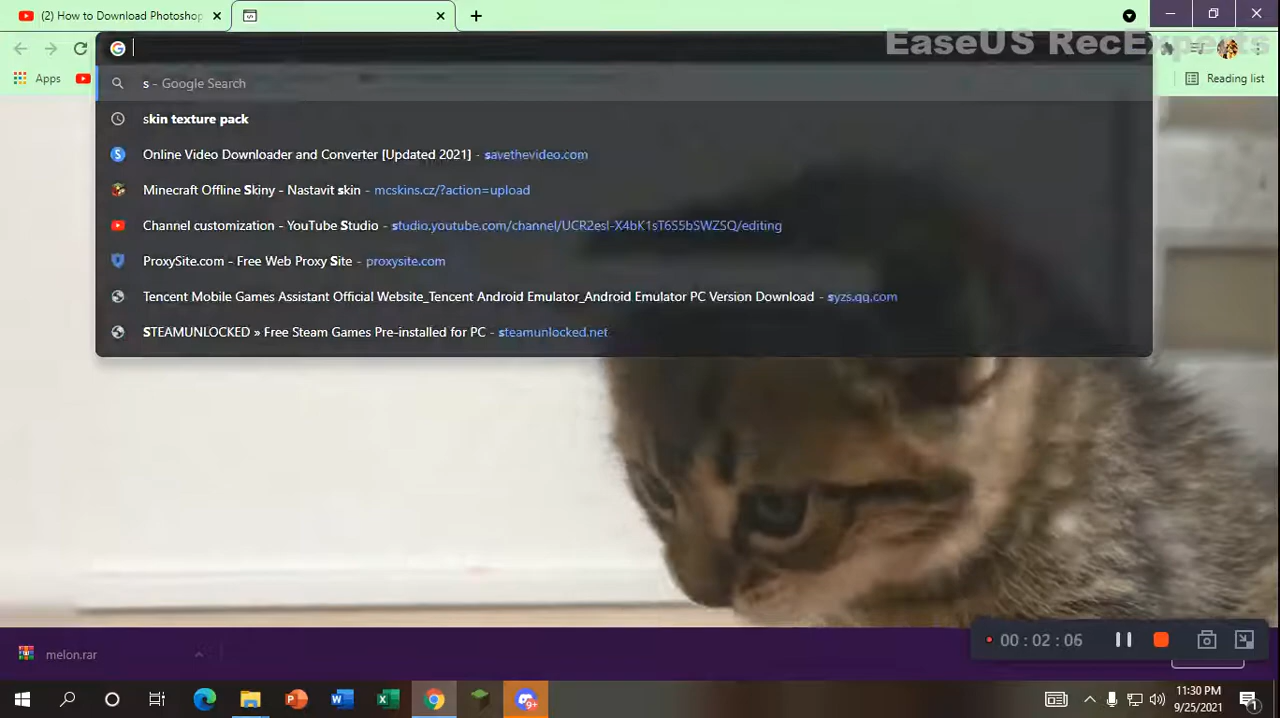 (2) How to Download Photoshop
EaseUS RecExperts
Apps
Reading list
s - Google Search
skin texture pack
Online Video Downloader and Converter [Updated 2021] - savethevideo.com
Minecraft Offline Skiny - Nastavit skin - mcskins.cz/?action=upload
Channel customization - YouTube Studio - studio.youtube.com/channel/UCR2esI-X4bK1sT6S5bSWZSQ/editing
ProxySite.com - Free Web Proxy Site - proxysite.com
Tencent Mobile Games Assistant Official Website_Tencent Android Emulator_Android Emulator PC Version Download - syzs.qq.com
STEAMUNLOCKED » Free Steam Games Pre-installed for PC - steamunlocked.net
00 : 02 : 06
melon.rar
9+
11:30 PM
9/25/2021
1